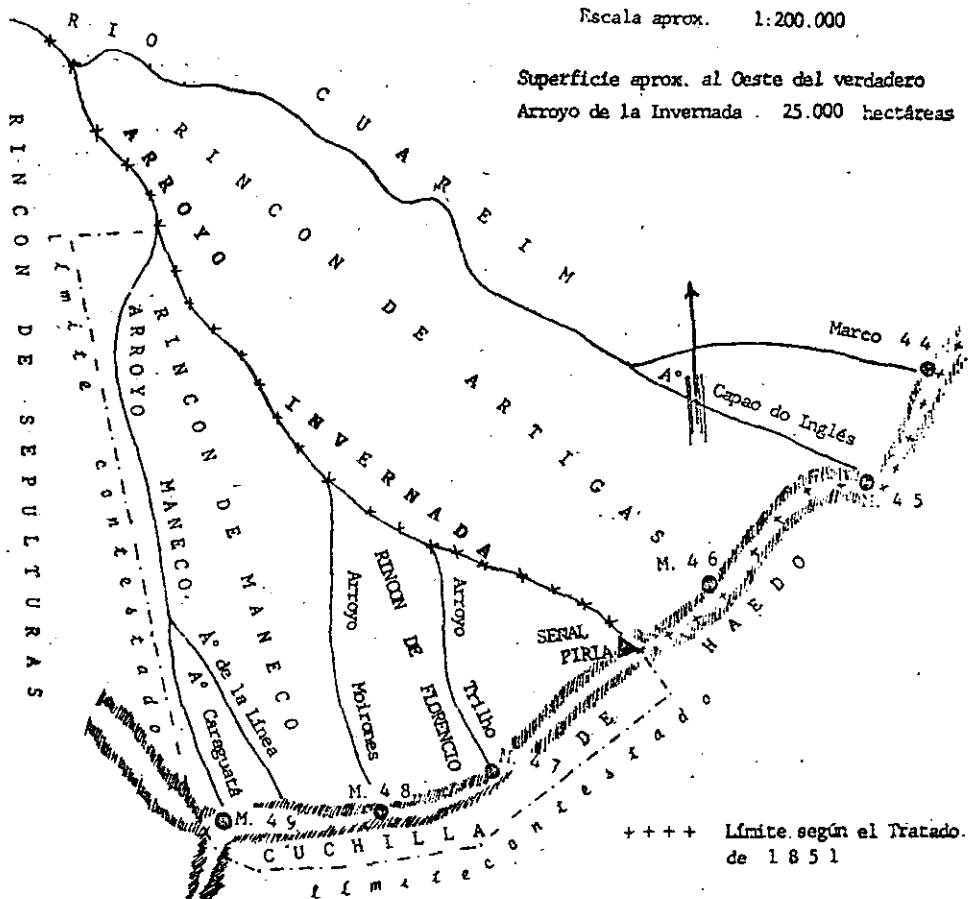 Escala aprox. 1:200.000
Superficie aprox. al Oeste del verdadero
Arroyo de la Invernada . 25.000 hectáreas
RIO CUAREIM
RINCON DE SEPULTURAS
ARROYO INVERNADA
RINCON DE ARTIGAS
Límite contestado
ARROYO MANECO
RINCON DE MANECO
Marco 44
A° Capao do Inglés
M. 45
M. 46
SEÑAL
PIRIA
Arroyo Moirones
RINCON
DE
FLORENCIO
Arroyo Trilho
A° de la Línea
A° Caraguatá
47
M. 48
M. 49
CUCHILLA DE HAEDO
límite contestado
++++ Límite según el Tratado.
de 1851